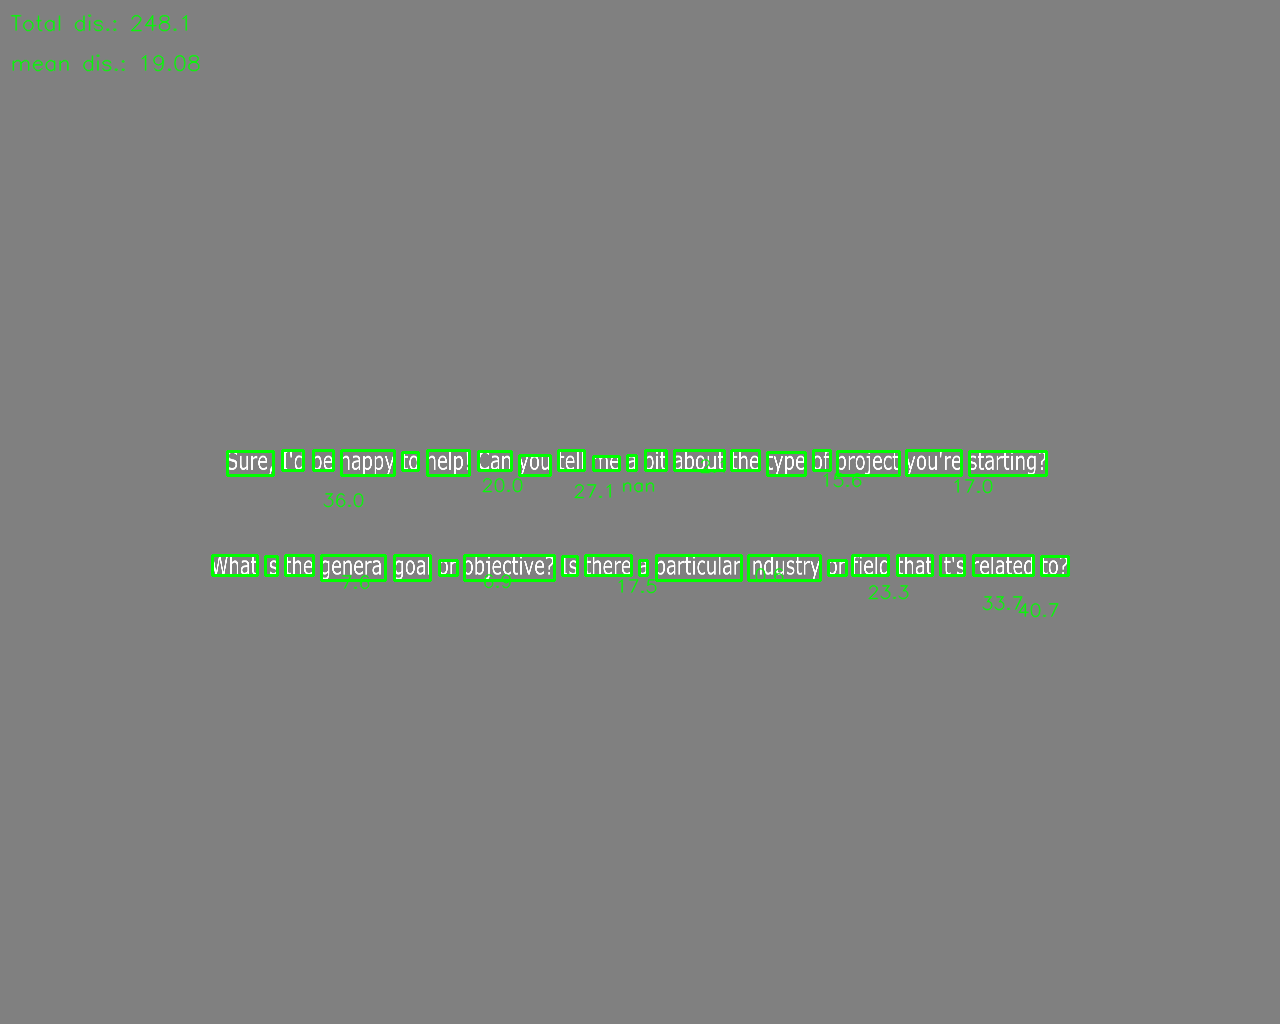 Total dis.: 248.1
mean dis.: 19.08
Sure, I'd be happy to help! Can you tell me a bit about the type of project you're starting?
36.0 20.0 27.1 nan 15.6 17.0
What is the general goal or objective? Is there a particular industry or field that it's related to?
7.6 17.5 23.3 33.7 40.7